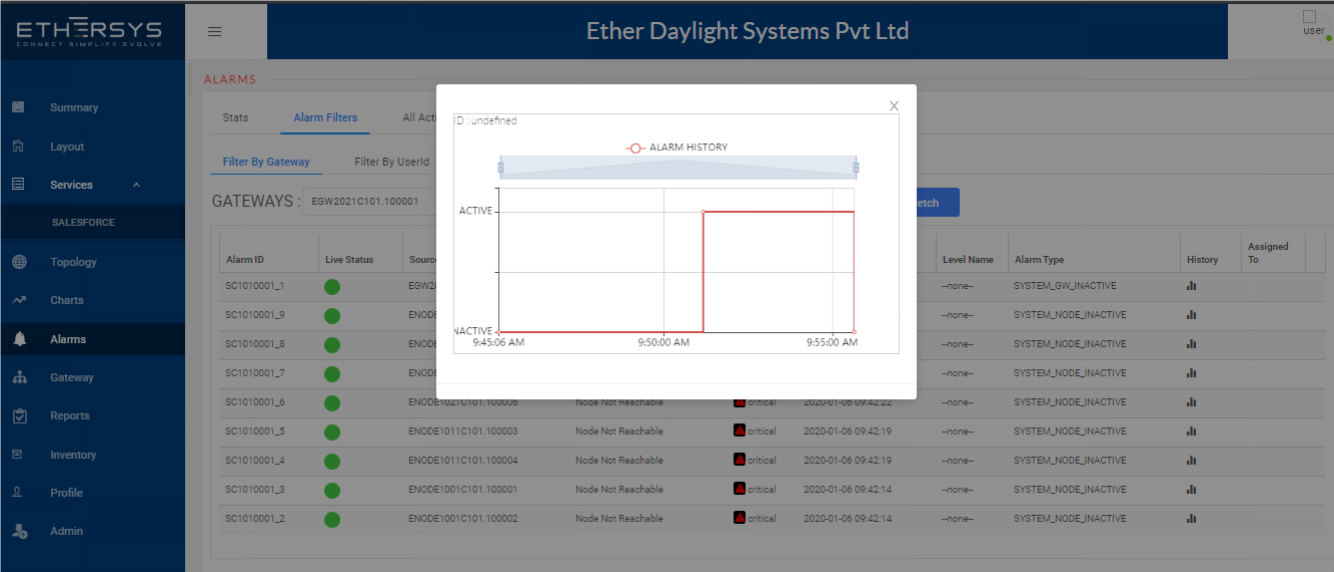 ETHERSYS
CONNECT.SIMPLIFY.EVOLVE
Ether Daylight Systems Pvt Ltd
user
Summary
Layout
Services
SALESFORCE
Topology
Charts
Alarms
Gateway
Reports
Inventory
Profile
Admin
ALARMS
Stats Alarm Filters All Acti
Filter By Gateway Filter By UserId
GATEWAYS : EGW2021C101.100001 etch
X
ID : undefined
ALARM HISTORY
ACTIVE
NACTIVE
9:45:06 AM 9:50:00 AM 9:55:00 AM
Alarm ID Live Status Sourc Level Name Alarm Type History Assigned To
SC1010001_1 EGW2 --none-- SYSTEM_GW_INACTIVE
SC1010001_9 ENODE --none-- SYSTEM_NODE_INACTIVE
SC1010001_8 ENODE --none-- SYSTEM_NODE_INACTIVE
SC1010001_7 ENODE --none-- SYSTEM_NODE_INACTIVE
SC1010001_6 ENODE1021C101.100006 Node Not Reachable critical 2020-01-06 09:42:22 --none-- SYSTEM_NODE_INACTIVE
SC1010001_5 ENODE1011C101.100003 Node Not Reachable critical 2020-01-06 09:42:19 --none-- SYSTEM_NODE_INACTIVE
SC1010001_4 ENODE1011C101.100004 Node Not Reachable critical 2020-01-06 09:42:19 --none-- SYSTEM_NODE_INACTIVE
SC1010001_3 ENODE1001C101.100001 Node Not Reachable critical 2020-01-06 09:42:14 --none-- SYSTEM_NODE_INACTIVE
SC1010001_2 ENODE1001C101.100002 Node Not Reachable critical 2020-01-06 09:42:14 --none-- SYSTEM_NODE_INACTIVE